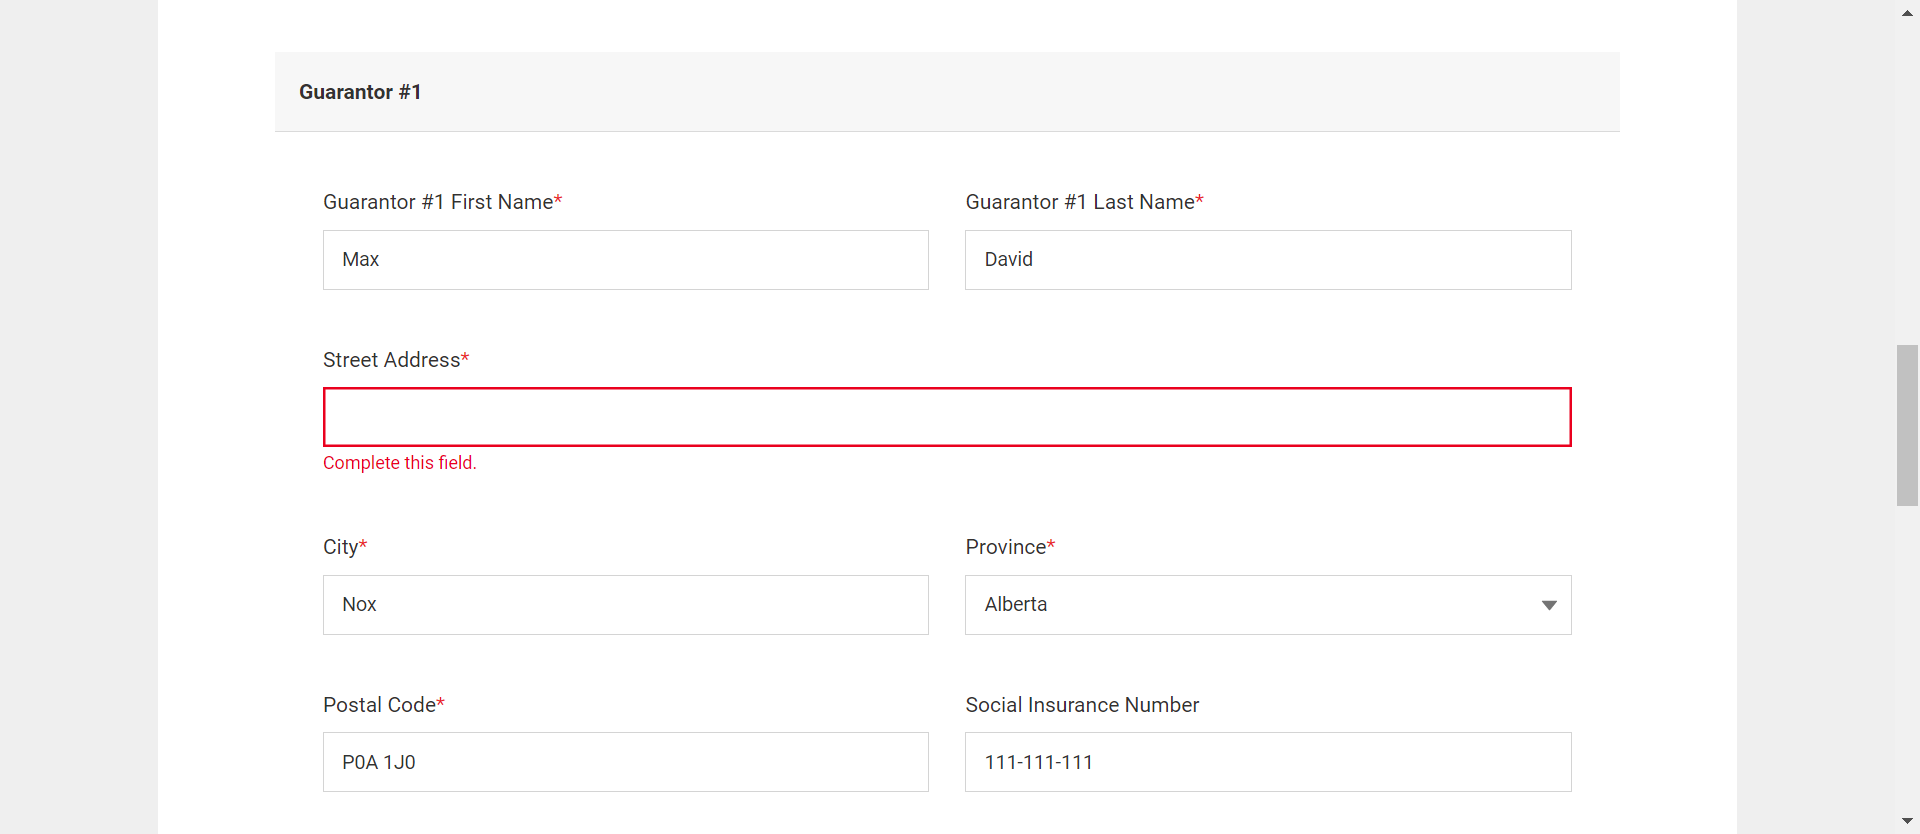 Guarantor #1
Guarantor #1 First Name* Guarantor #1 Last Name*
Max David
Street Address*
Complete this field.
City* Province*
Nox Alberta
Postal Code* Social Insurance Number
P0A 1J0 111-111-111